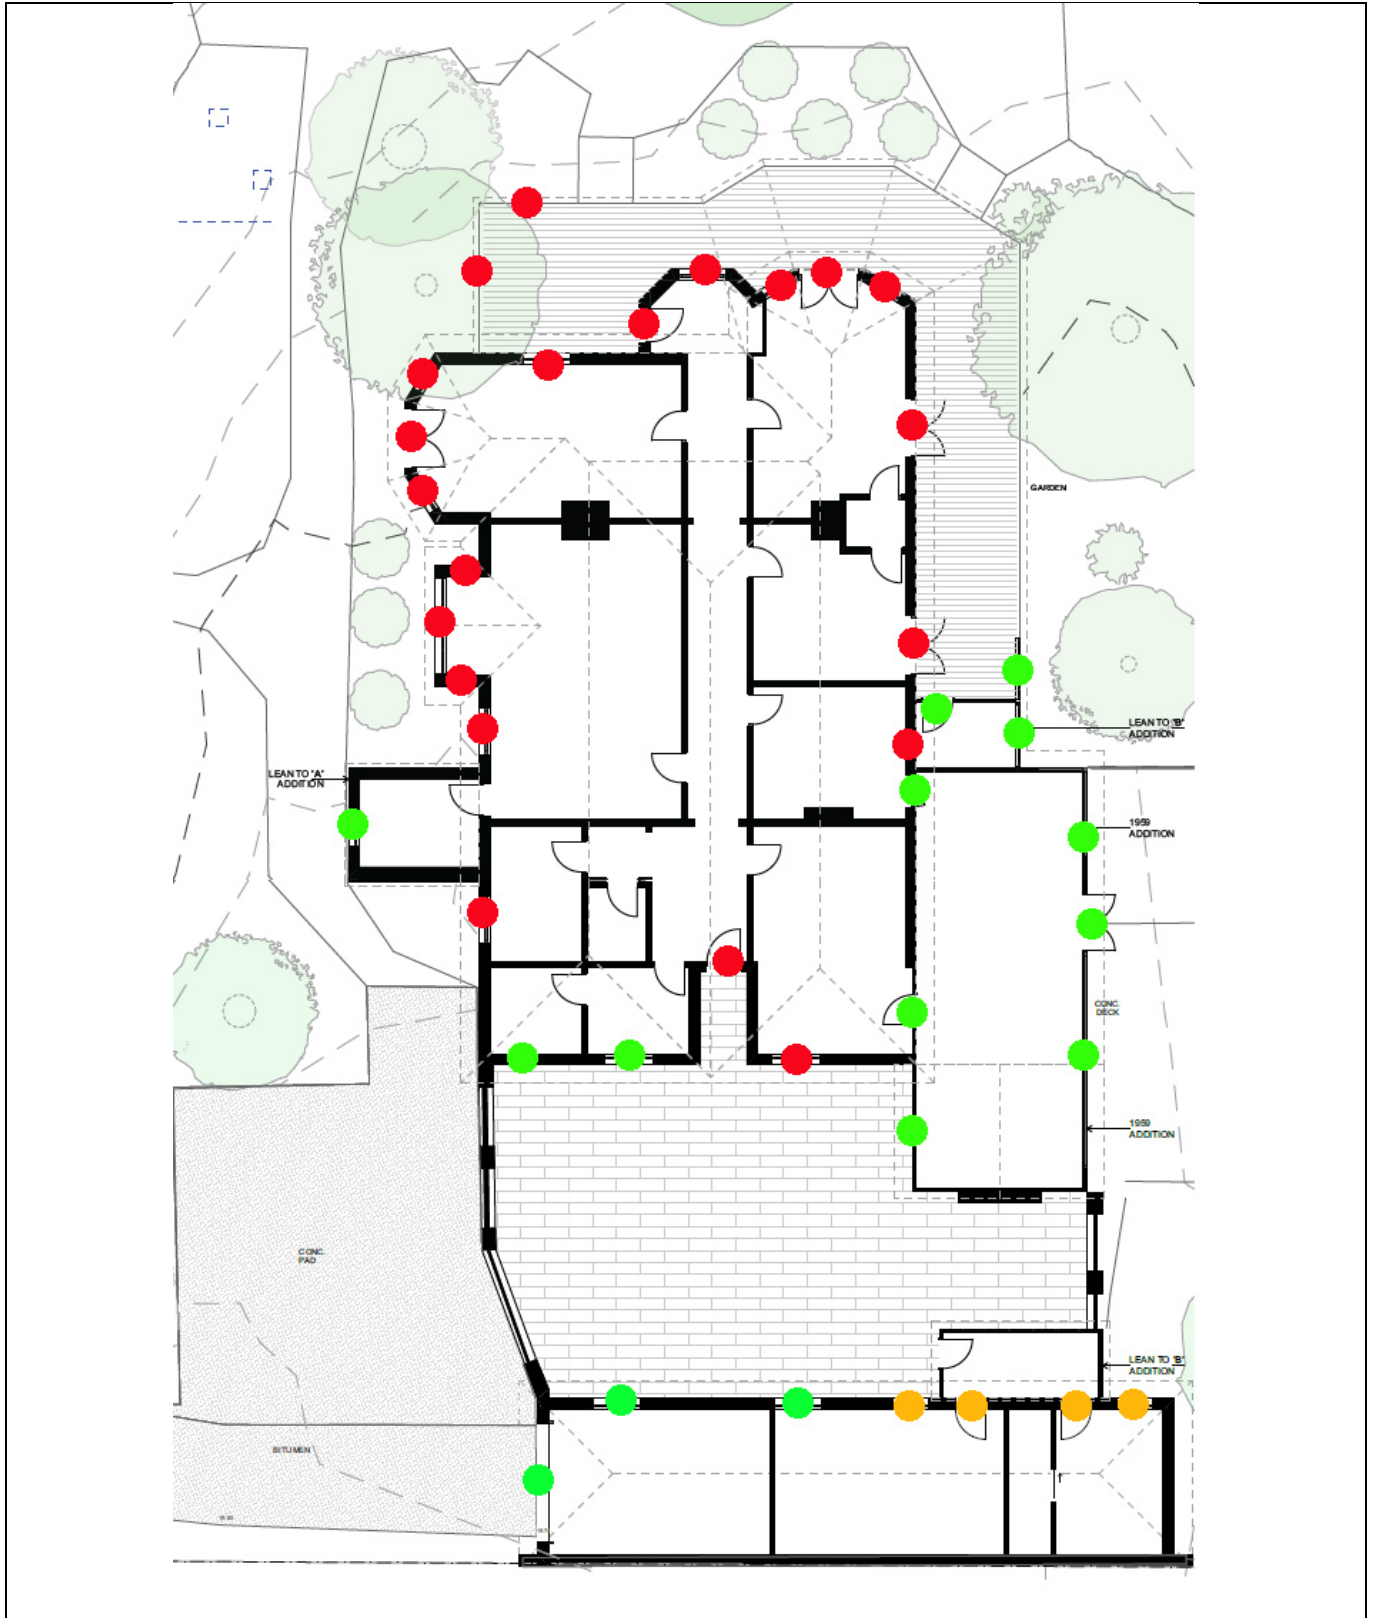 GARDEN
LEAN TO "B"
ADDITION
LEAN TO "A"
ADDITION
1959
ADDITION
CONC.
DECK
1959
ADDITION
CONC.
PAD
LEAN TO "B"
ADDITION
BITUMEN